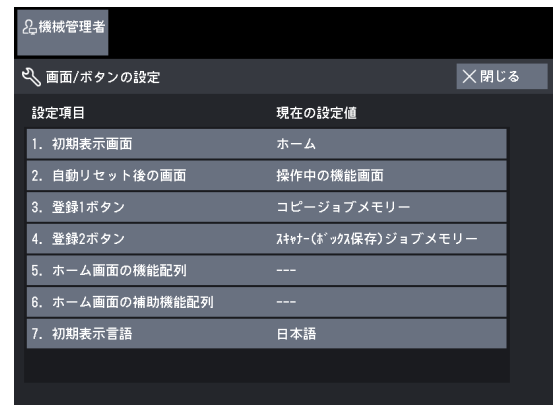 機械管理者
画面/ボタンの設定
閉じる
設定項目 現在の設定値
1. 初期表示画面 ホーム
2. 自動リセット後の画面 操作中の機能画面
3. 登録1ボタン コピージョブメモリー
4. 登録2ボタン ｽｷｬﾅｰ(ﾎﾞｯｸｽ保存)ジョブメモリー
5. ホーム画面の機能配列 ---
6. ホーム画面の補助機能配列 ---
7. 初期表示言語 日本語